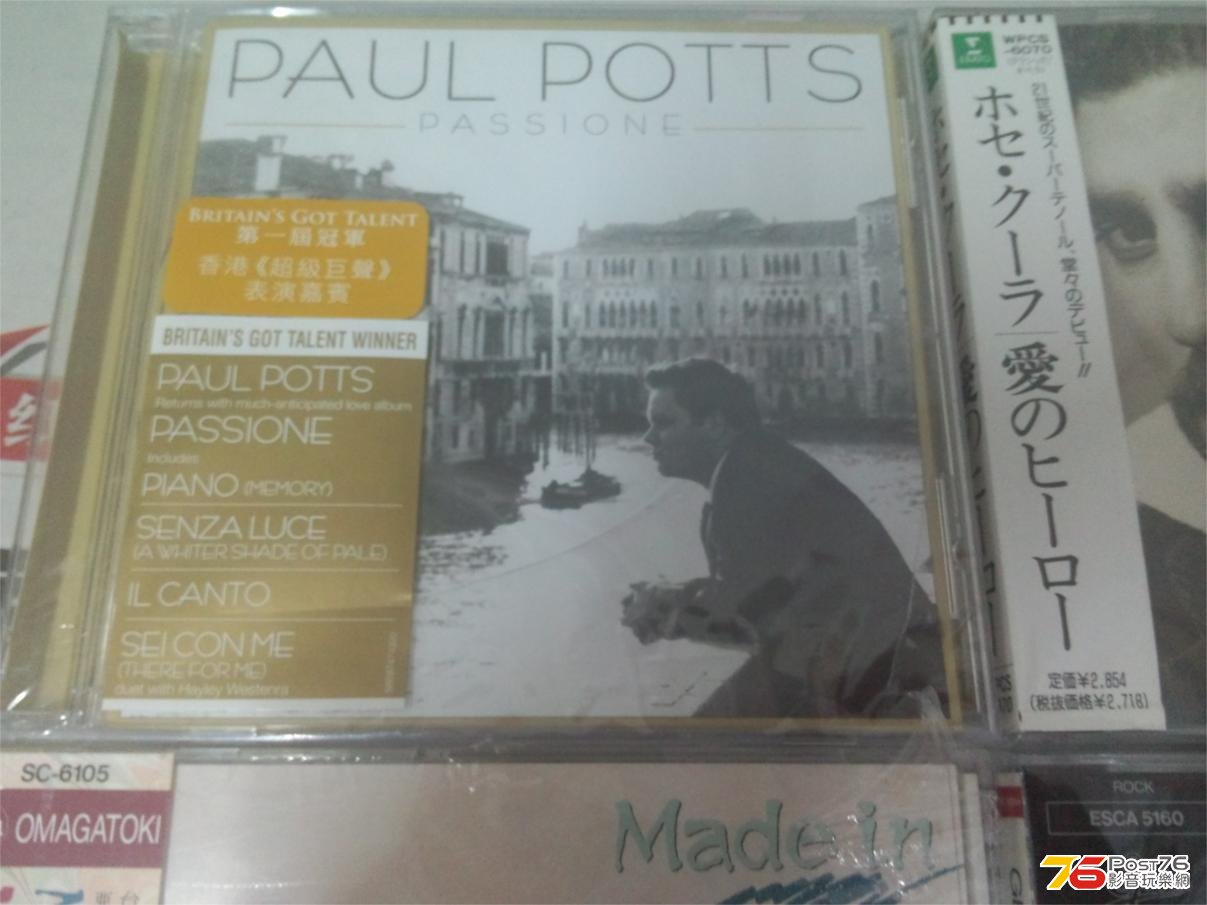 PAUL POTTS
PASSIONE
BRITAIN'S GOT TALENT
第一屆冠軍
香港《超級巨聲》
表演嘉賓
BRITAIN'S GOT TALENT WINNER
PAUL POTTS
Returns with much-anticipated love album
PASSIONE
Includes
PIANO (MEMORY)
SENZA LUCE
(A WHITER SHADE OF PALE)
IL CANTO
SEI CON ME
(THERE FOR ME)
duet with Hayley Westenra
ERATO
WPCS
-6070
21世紀のスーパーテノール、堂々のデビュー!!
ホセ・クーラ
愛のヒーロー
定価¥2,854
(税抜価格¥2,718)
SC-6105
OMAGATOKI
Made in
ROCK
ESCA 5160
76
Post76
影音玩樂網